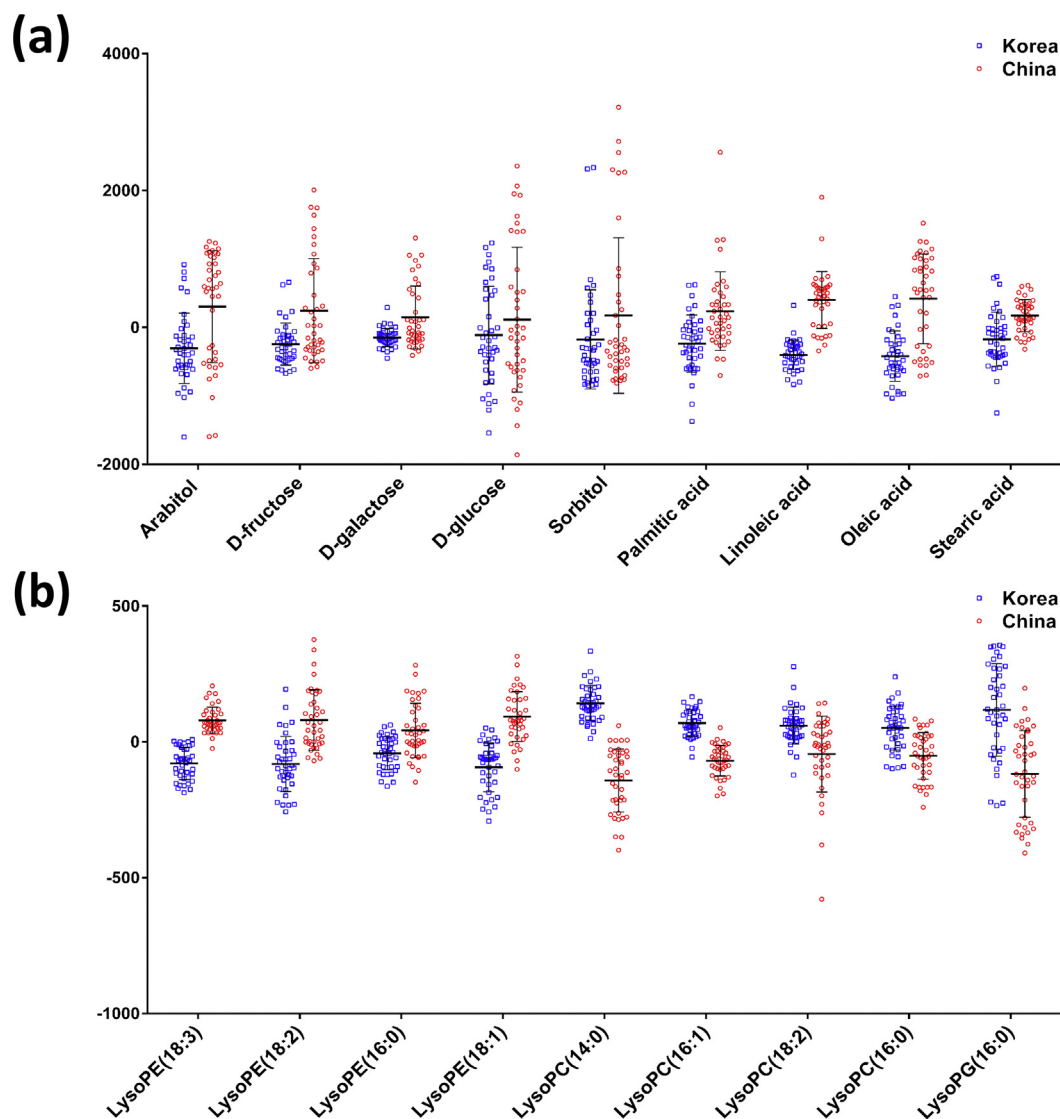 (a)
Korea
China
4000
2000
0
-2000
Arabitol
D-fructose
D-galactose
D-glucose
Sorbitol
Palmitic acid
Linoleic acid
Oleic acid
Stearic acid
(b)
Korea
China
500
0
-500
-1000
LysoPE(18:3)
LysoPE(18:2)
LysoPE(16:0)
LysoPE(18:1)
LysoPC(14:0)
LysoPC(16:1)
LysoPC(18:2)
LysoPC(16:0)
LysoPG(16:0)